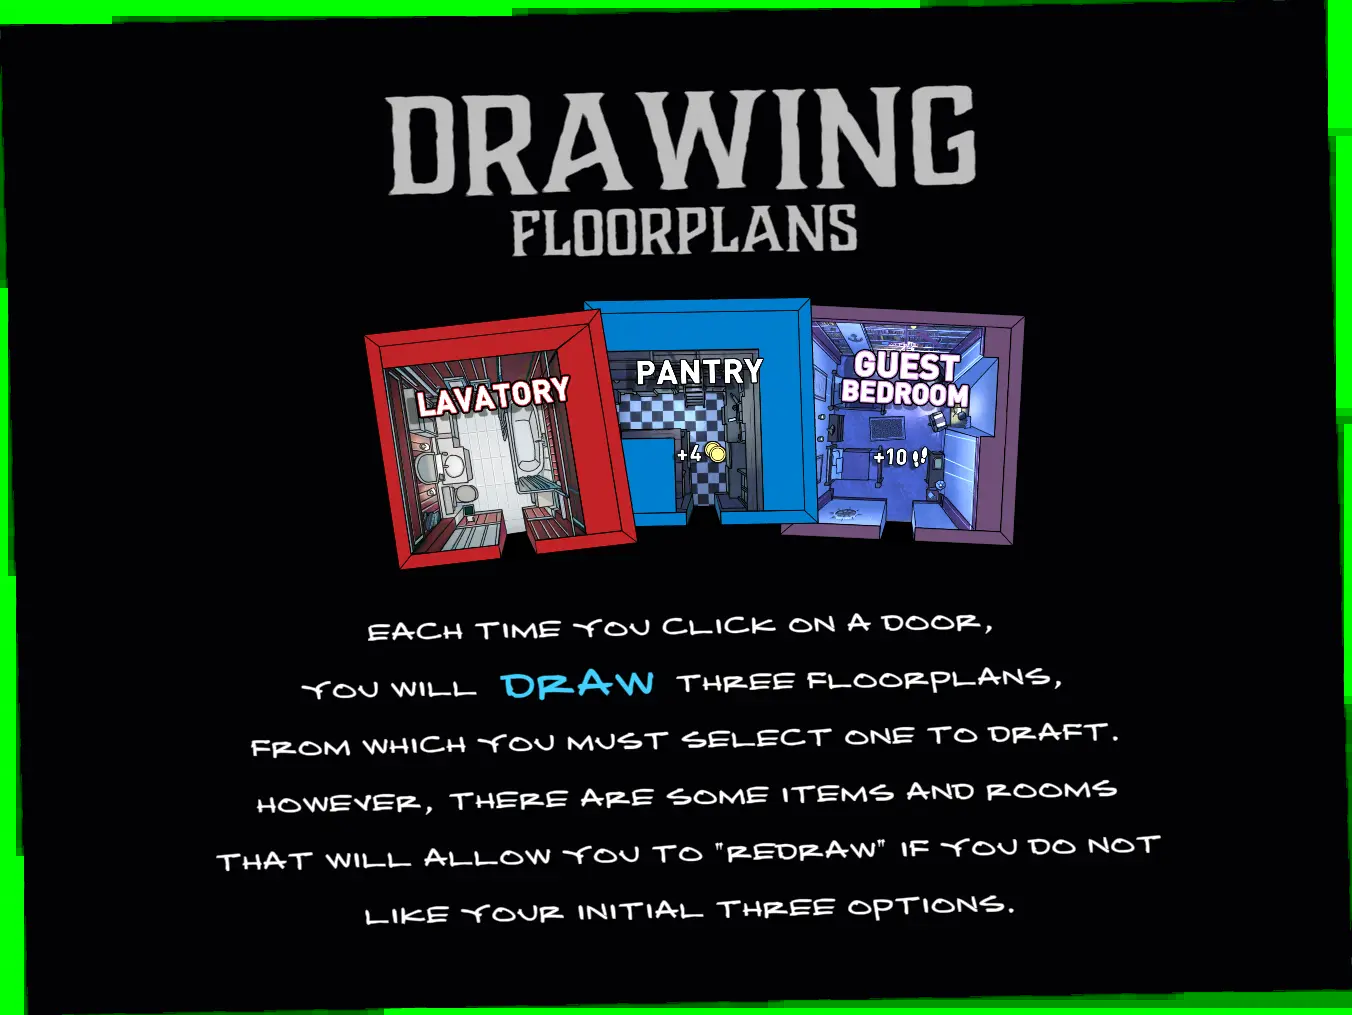 DRAWING
FLOORPLANS
LAVATORY
PANTRY
+4
GUEST
BEDROOM
+10
EACH TIME YOU CLICK ON A DOOR,
YOU WILL DRAW THREE FLOORPLANS,
FROM WHICH YOU MUST SELECT ONE TO DRAFT.
HOWEVER, THERE ARE SOME ITEMS AND ROOMS
THAT WILL ALLOW YOU TO "REDRAW" IF YOU DO NOT
LIKE YOUR INITIAL THREE OPTIONS.